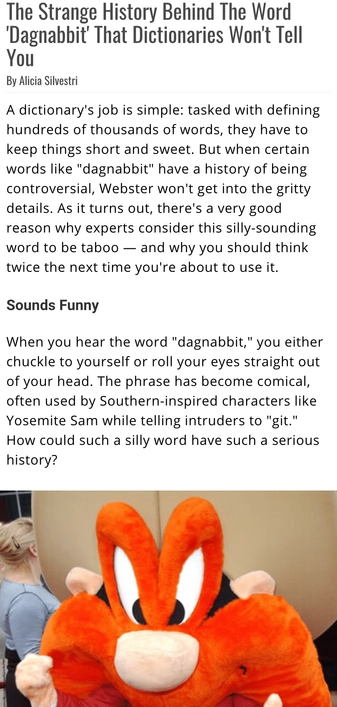 The Strange History Behind The Word
'Dagnabbit' That Dictionaries Won't Tell
You
By Alicia Silvestri
A dictionary's job is simple: tasked with defining
hundreds of thousands of words, they have to
keep things short and sweet. But when certain
words like "dagnabbit" have a history of being
controversial, Webster won't get into the gritty
details. As it turns out, there's a very good
reason why experts consider this silly-sounding
word to be taboo — and why you should think
twice the next time you're about to use it.
Sounds Funny
When you hear the word "dagnabbit," you either
chuckle to yourself or roll your eyes straight out
of your head. The phrase has become comical,
often used by Southern-inspired characters like
Yosemite Sam while telling intruders to "git."
How could such a silly word have such a serious
history?